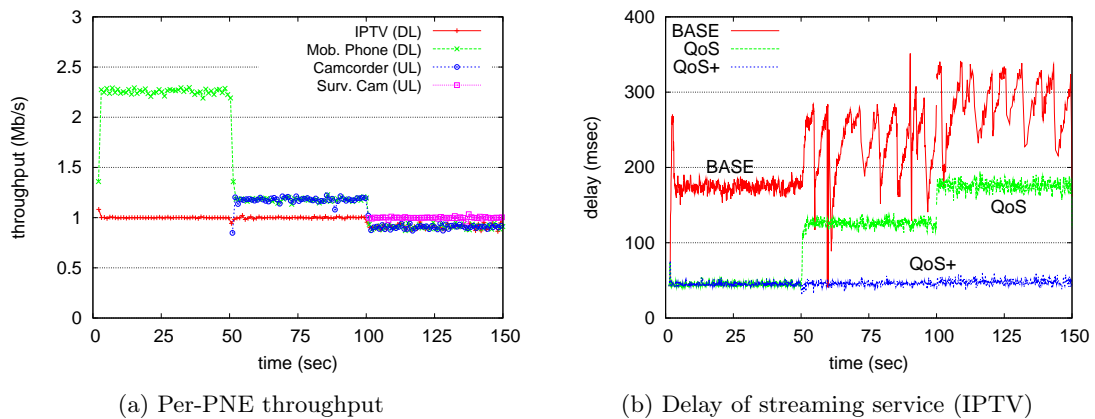 3
2.5
2
1.5
1
0.5
0
throughput (Mb/s)
IPTV (DL)
Mob. Phone (DL)
Camcorder (UL)
Surv. Cam (UL)
0 25 50 75 100 125 150
time (sec)
(a) Per-PNE throughput
400
300
200
100
0
delay (msec)
BASE
QoS
QoS+
BASE
QoS
QoS+
0 25 50 75 100 125 150
time (sec)
(b) Delay of streaming service (IPTV)